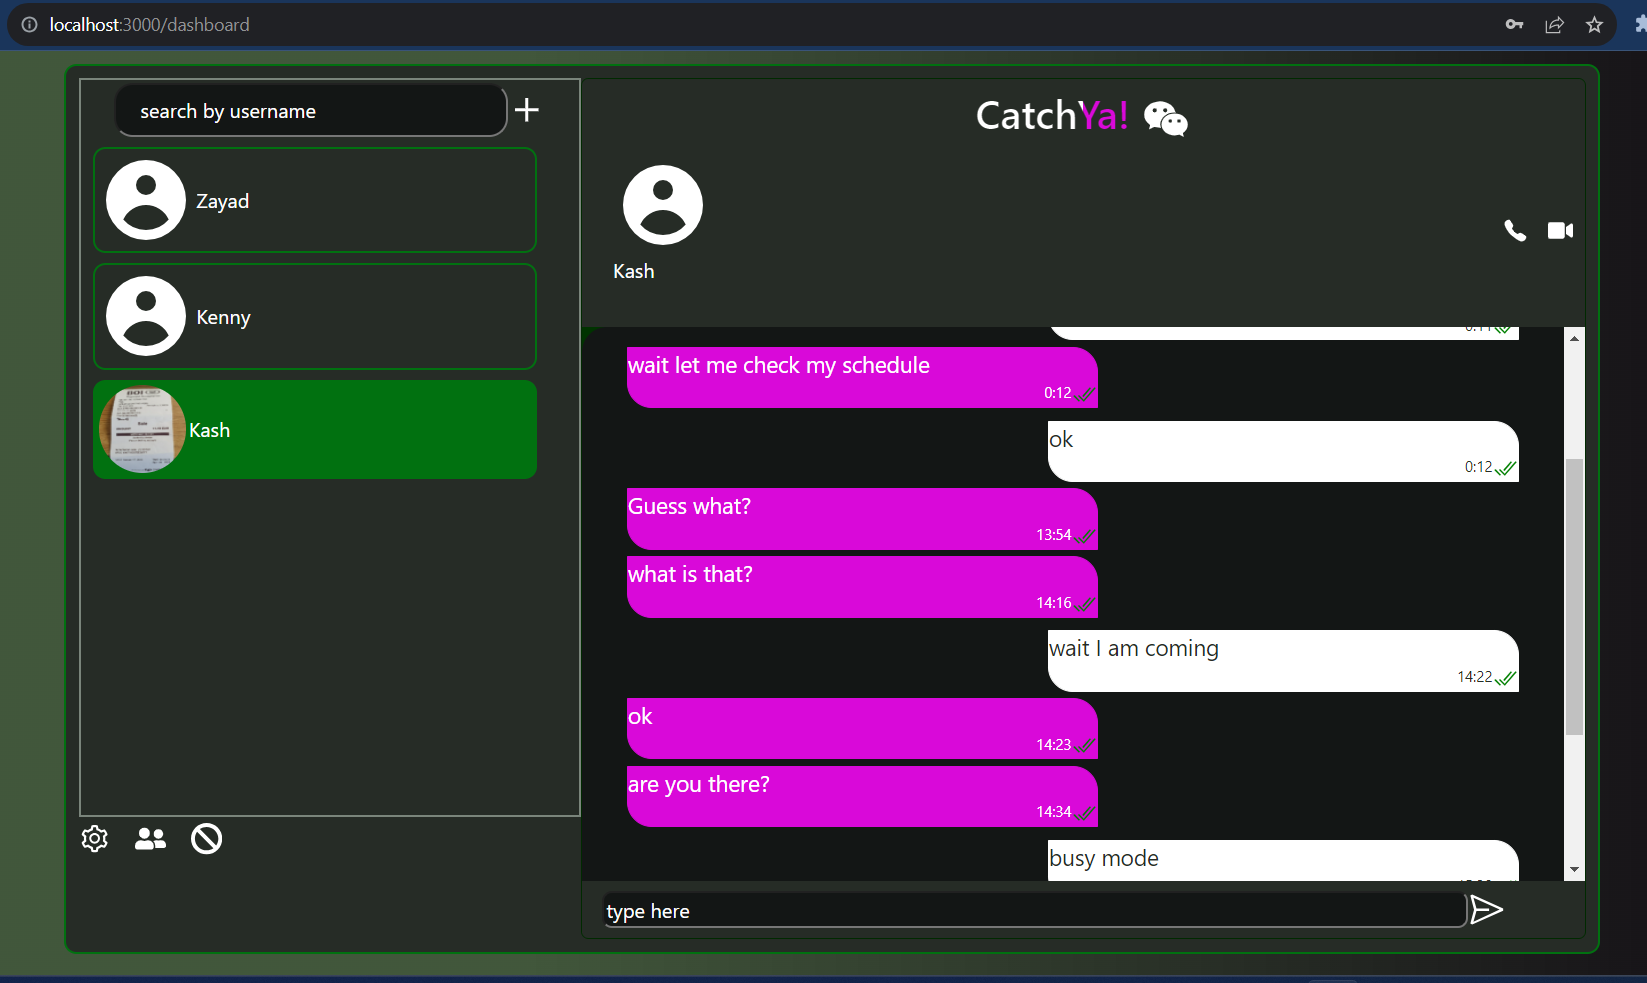 localhost:3000/dashboard
search by username
CatchYa!
Zayad
Kenny
Kash
Kash
wait let me check my schedule
0:12
ok
0:12
Guess what?
13:54
what is that?
14:16
wait I am coming
14:22
ok
14:23
are you there?
14:34
busy mode
type here